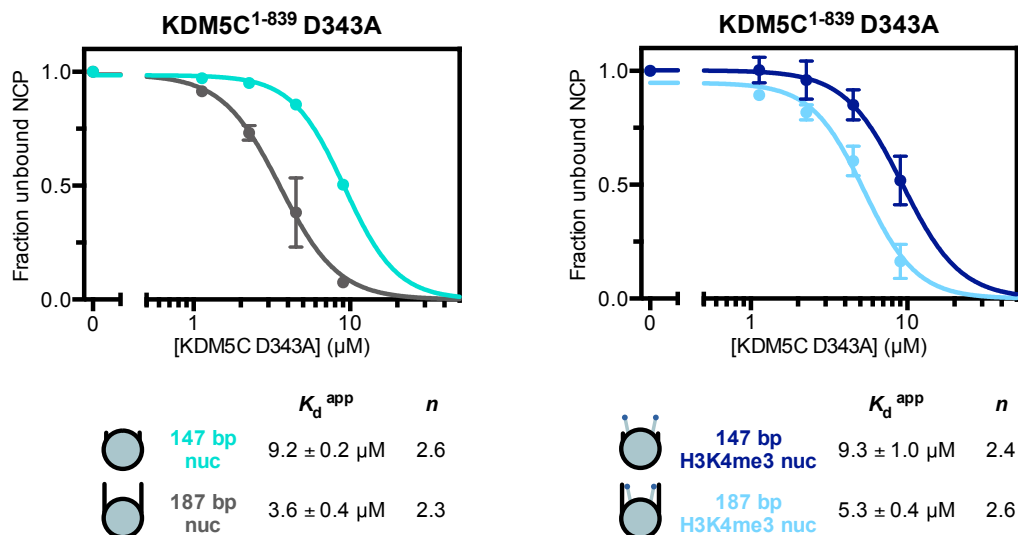 KDM5C1-839 D343A
Fraction unbound NCP
1.0
0.5
0.0
0
1
10
[KDM5C D343A] (µM)
Kd app n
147 bp
nuc
9.2 ± 0.2 µM 2.6
187 bp
nuc
3.6 ± 0.4 µM 2.3
KDM5C1-839 D343A
Fraction unbound NCP
1.0
0.5
0.0
0
1
10
[KDM5C D343A] (µM)
Kd app n
147 bp
H3K4me3 nuc
9.3 ± 1.0 µM 2.4
187 bp
H3K4me3 nuc
5.3 ± 0.4 µM 2.6